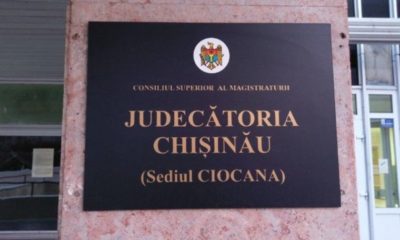 CONSILIUL SUPERIOR AL MAGISTRATURII
JUDECĂTORIA
CHIȘINĂU
(Sediul CIOCANA)